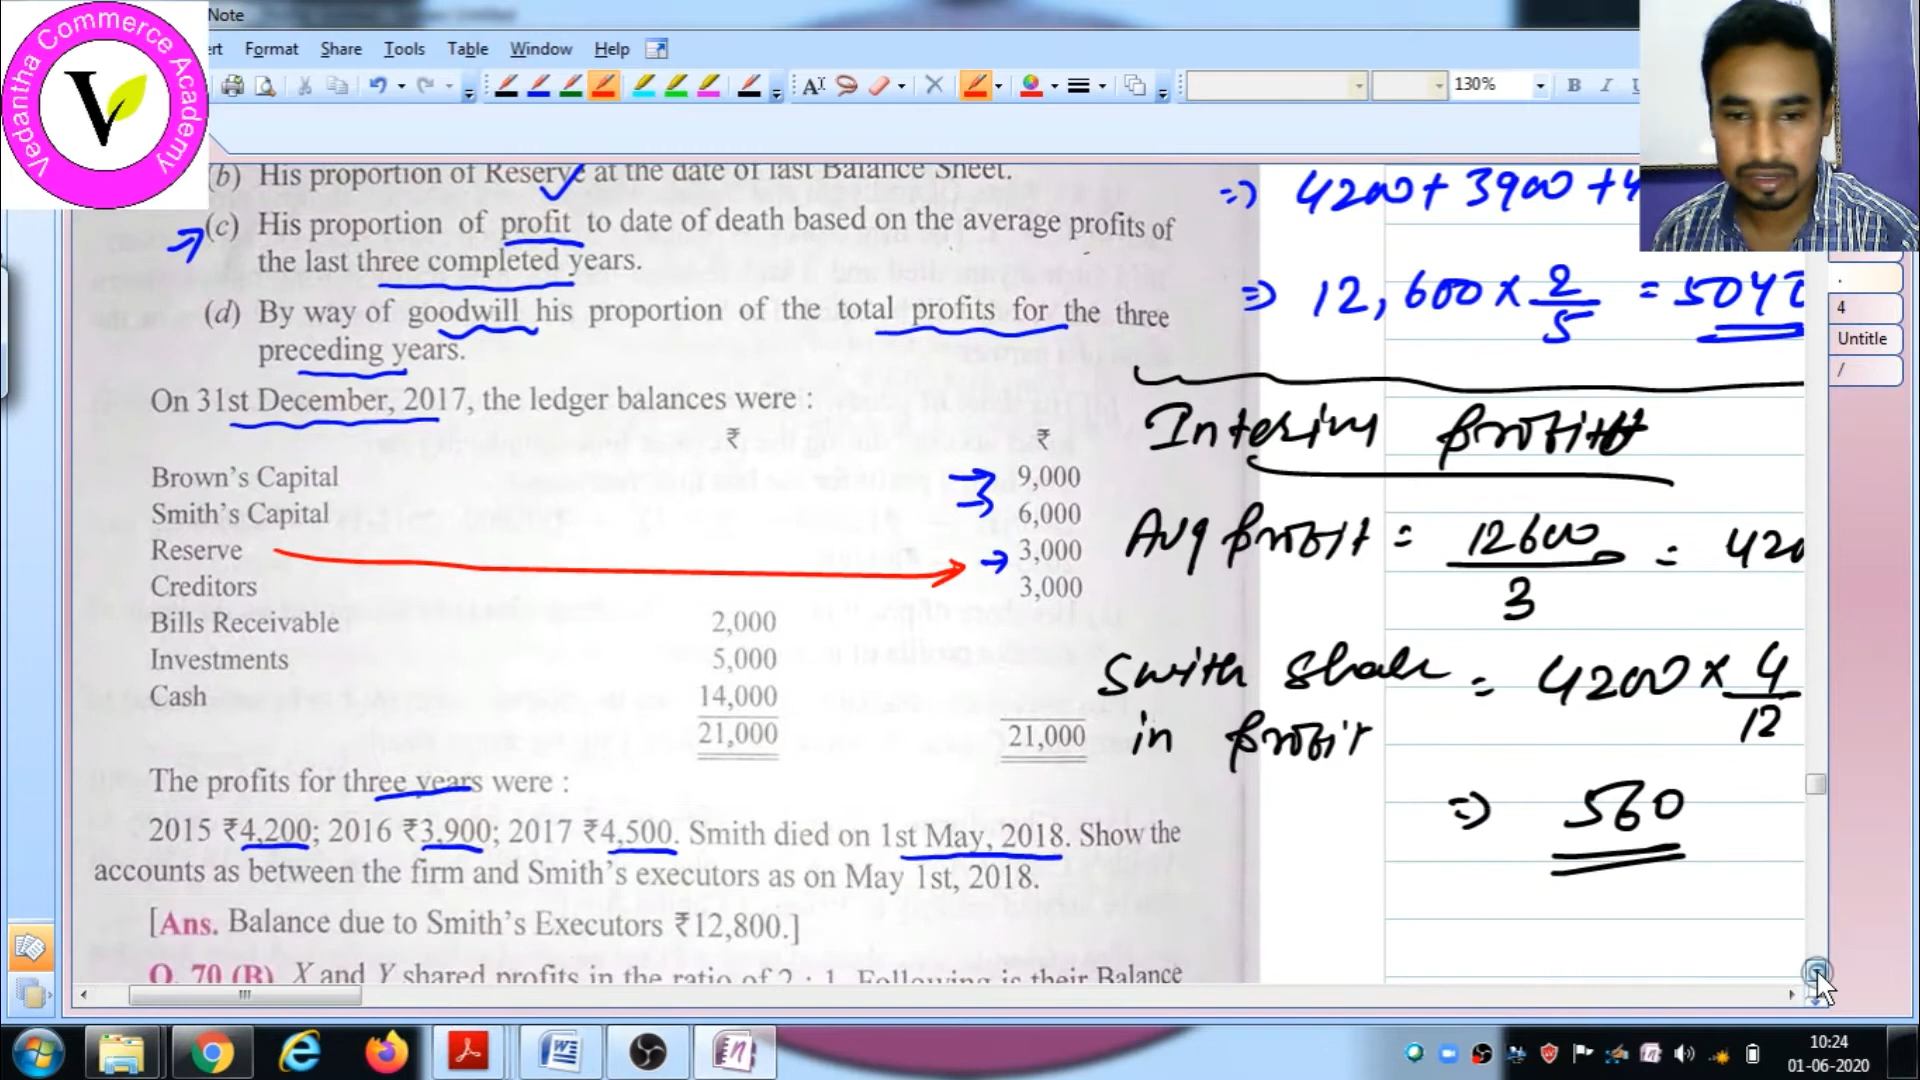 Note
Vedantha Commerce Academy
V
Format Share Tools Table Window Help
130%
B I U
(b) His proportion of Reserve at the date of last Balance Sheet.
(c) His proportion of profit to date of death based on the average profits of
the last three completed years.
(d) By way of goodwill his proportion of the total profits for the three
preceding years.
On 31st December, 2017, the ledger balances were :
₹ ₹
Brown's Capital 9,000
Smith's Capital 6,000
Reserve 3,000
Creditors 3,000
Bills Receivable 2,000
Investments 5,000
Cash 14,000
21,000 21,000
The profits for three years were :
2015 ₹4,200; 2016 ₹3,900; 2017 ₹4,500. Smith died on 1st May, 2018. Show the
accounts as between the firm and Smith's executors as on May 1st, 2018.
[Ans. Balance due to Smith's Executors ₹12,800.]
Q. 70 (B) X and Y shared profits in the ratio of 2 : 1. Following is their Balance
=> 4200+3900+4
=> 12,600 × 2/5 = 5040
Interim profit
Avg profit = 12600/3 = 420
Smith share = 4200 × 4/12
in profit
=> 560
4
Untitle
/
10:24
01-06-2020